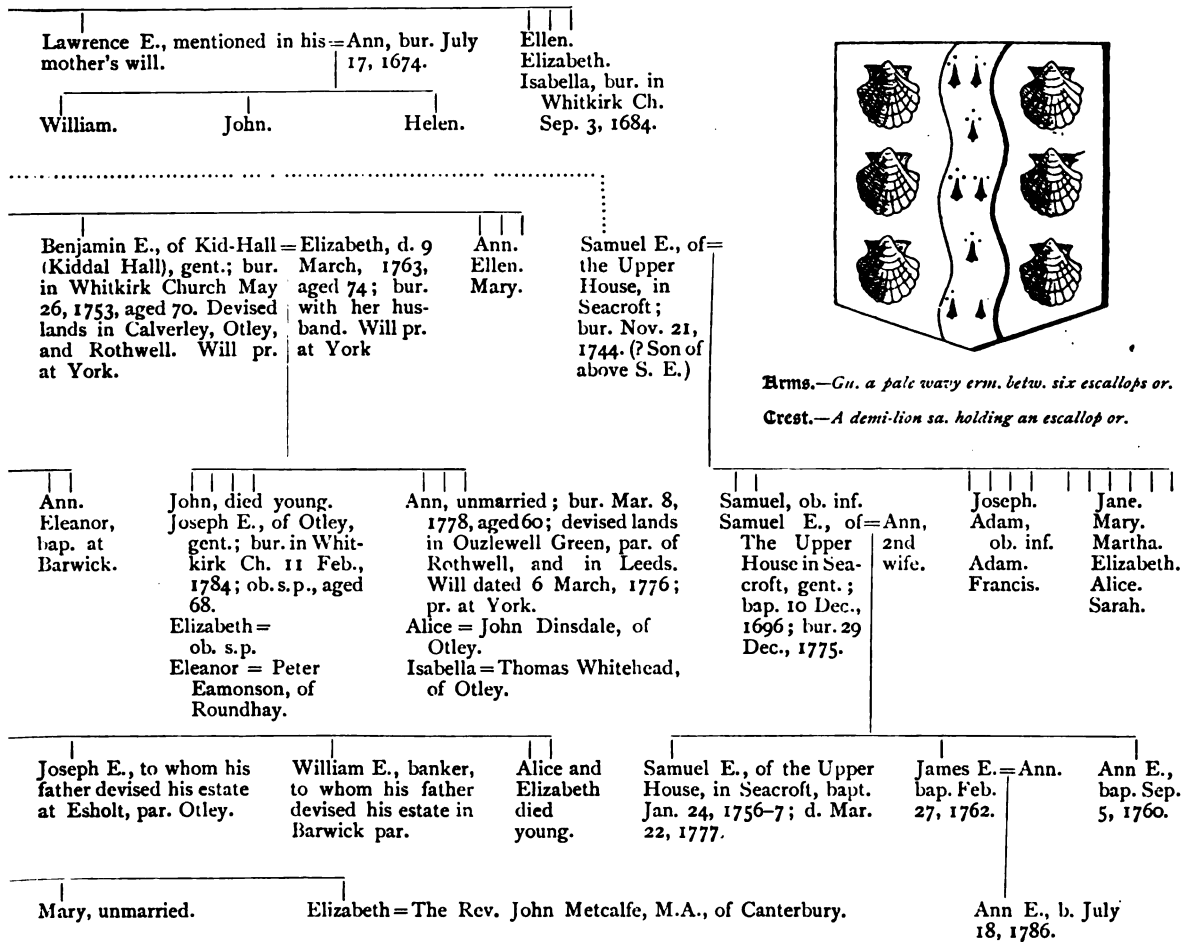 Lawrence E., mentioned in his=Ann, bur. July
mother's will.
17, 1674.
Ellen.
Elizabeth.
Isabella, bur. in
Whitkirk Ch.
Sep. 3, 1684.
William.
John.
Helen.
Benjamin E., of Kid-Hall
(Kiddal Hall), gent.; bur.
in Whitkirk Church May
26, 1753, aged 70. Devised
lands in Calverley, Otley,
and Rothwell. Will pr.
at York.
=Elizabeth, d. 9
March, 1763,
aged 74; bur.
with her hus-
band. Will pr.
at York
Ann.
Ellen.
Mary.
Samuel E., of=
the Upper
House, in
Seacroft;
bur. Nov. 21,
1744. (? Son of
above S. E.)
Arms.—Gu. a pale wavy erm. betw. six escallops or.
Crest.—A demi-lion sa. holding an escallop or.
Ann.
Eleanor,
bap. at
Barwick.
John, died young.
Joseph E., of Otley,
gent.; bur. in Whit-
kirk Ch. 11 Feb.,
1784; ob. s.p., aged
68.
Elizabeth=
ob. s.p.
Eleanor = Peter
Eamonson, of
Roundhay.
Ann, unmarried; bur. Mar. 8,
1778, aged 60; devised lands
in Ouzlewell Green, par. of
Rothwell, and in Leeds.
Will dated 6 March, 1776;
pr. at York.
Alice = John Dinsdale, of
Otley.
Isabella=Thomas Whitehead,
of Otley.
Samuel, ob. inf.
Samuel E., of
The Upper
House in Sea-
croft, gent.;
bap. 10 Dec.,
1696; bur. 29
Dec., 1775.
=Ann,
2nd
wife.
Joseph.
Adam,
ob. inf.
Adam.
Francis.
Jane.
Mary.
Martha.
Elizabeth.
Alice.
Sarah.
Joseph E., to whom his
father devised his estate
at Esholt, par. Otley.
William E., banker,
to whom his father
devised his estate in
Barwick par.
Alice and
Elizabeth
died
young.
Samuel E., of the Upper
House, in Seacroft, bapt.
Jan. 24, 1756-7; d. Mar.
22, 1777.
James E.=Ann.
bap. Feb.
27, 1762.
Ann E.,
bap. Sep.
5, 1760.
Mary, unmarried.
Elizabeth=The Rev. John Metcalfe, M.A., of Canterbury.
Ann E., b. July
18, 1786.